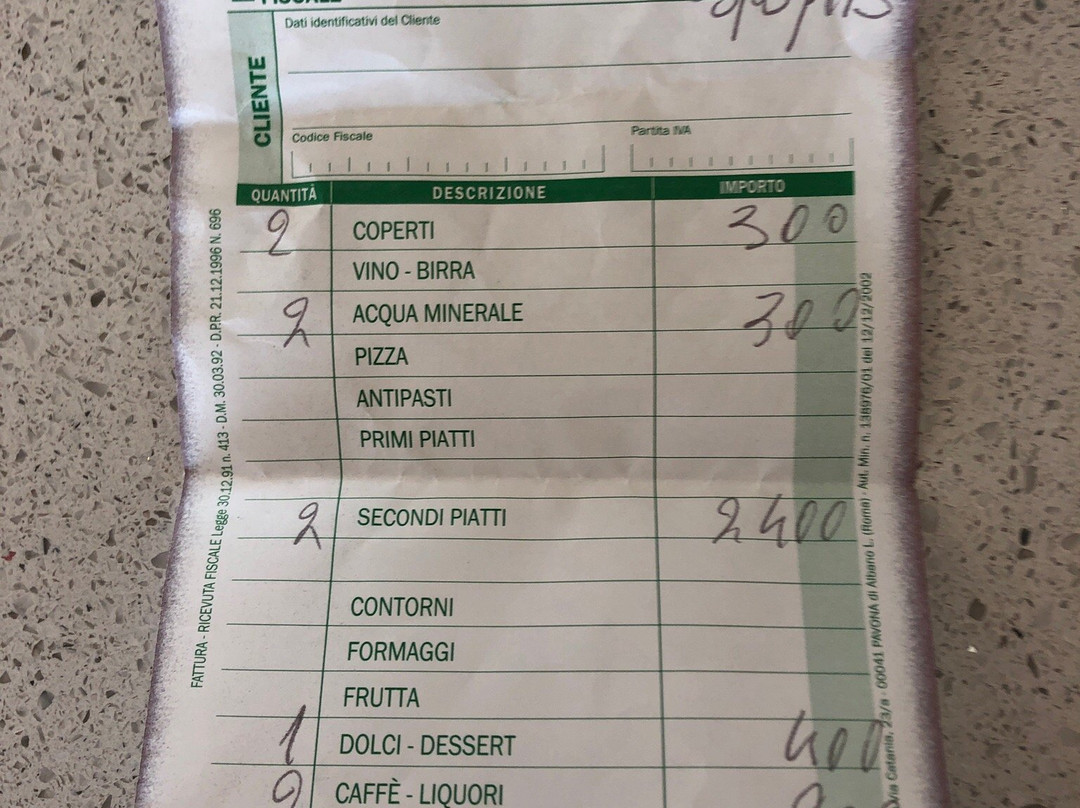 FISCALE
Dati identificativi del Cliente
CLIENTE
Codice Fiscale Partita IVA
QUANTITÀ DESCRIZIONE IMPORTO
2 COPERTI 300
VINO - BIRRA
2 ACQUA MINERALE 300
PIZZA
ANTIPASTI
PRIMI PIATTI
2 SECONDI PIATTI 2400
CONTORNI
FORMAGGI
FRUTTA
1 DOLCI - DESSERT 400
2 CAFFÈ - LIQUORI
FATTURA - RICEVUTA FISCALE Legge 30.12.91 n. 413 - D.M. 30.03.92 - D.P.R. 21.12.1996 N. 696
Via Catania, 23/a - 00041 PAVONA di Albano L. (Roma) - Aut. Min. n. 138976/01 del 12/12/2002